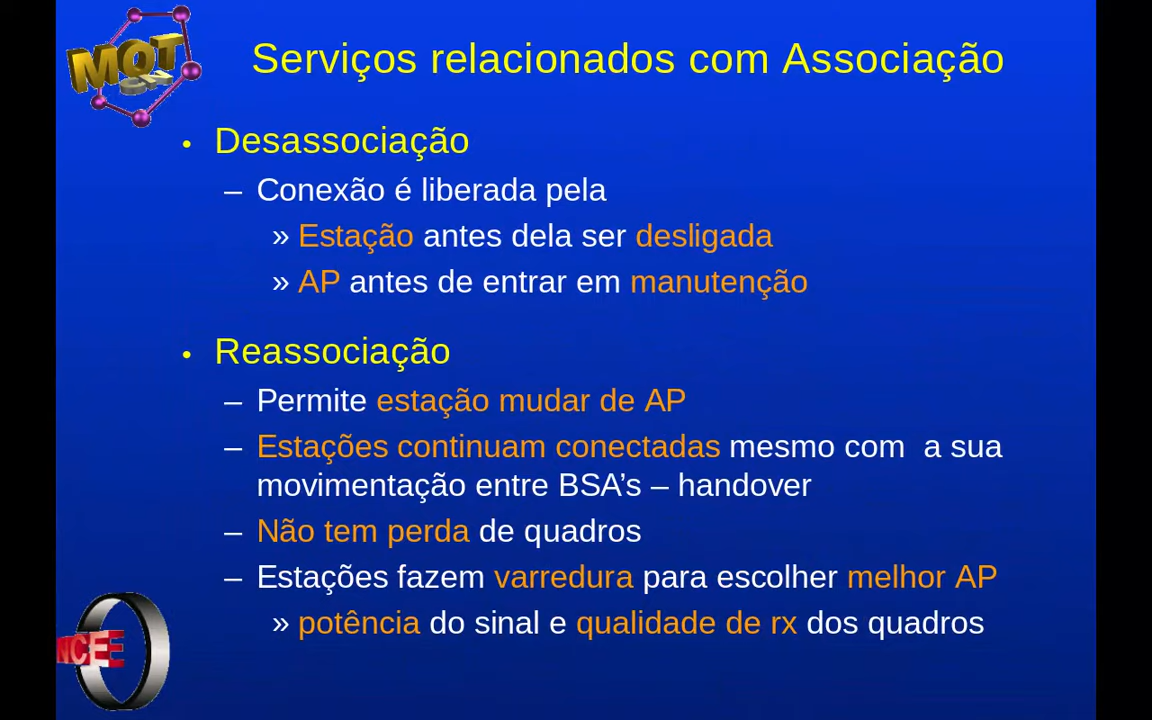 MQT
Serviços relacionados com Associação
• Desassociação
– Conexão é liberada pela
» Estação antes dela ser desligada
» AP antes de entrar em manutenção
• Reassociação
– Permite estação mudar de AP
– Estações continuam conectadas mesmo com  a sua
movimentação entre BSA’s – handover
– Não tem perda de quadros
– Estações fazem varredura para escolher melhor AP
» potência do sinal e qualidade de rx dos quadros